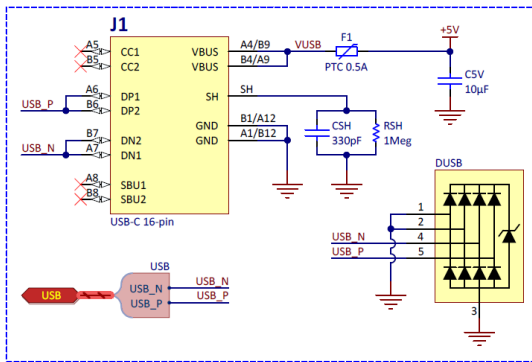 J1
A5 CC1 VBUS A4/B9 VUSB F1 +5V
B5 CC2 VBUS B4/A9 PTC 0.5A
C5V
10µF
USB_P A6 DP1 SH SH
B6 DP2
USB_N B7 DN2 GND B1/A12 CSH RSH
A7 DN1 GND A1/B12 330pF 1Meg
A8 SBU1
B8 SBU2
USB-C 16-pin
DUSB
1
2
USB_N 4
USB_P 5
3
USB
USB USB_N USB_N
USB_P USB_P